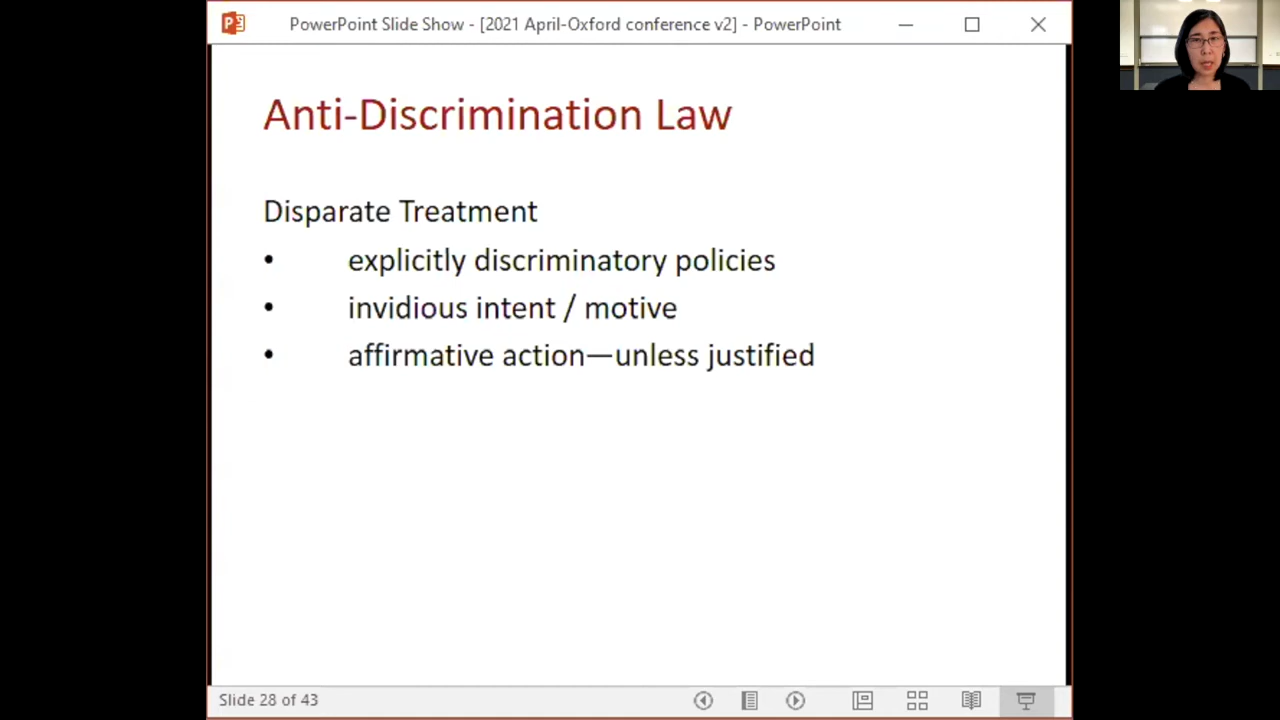 PowerPoint Slide Show - [2021 April-Oxford conference v2] - PowerPoint
Anti-Discrimination Law
Disparate Treatment
• explicitly discriminatory policies
• invidious intent / motive
• affirmative action—unless justified
Slide 28 of 43